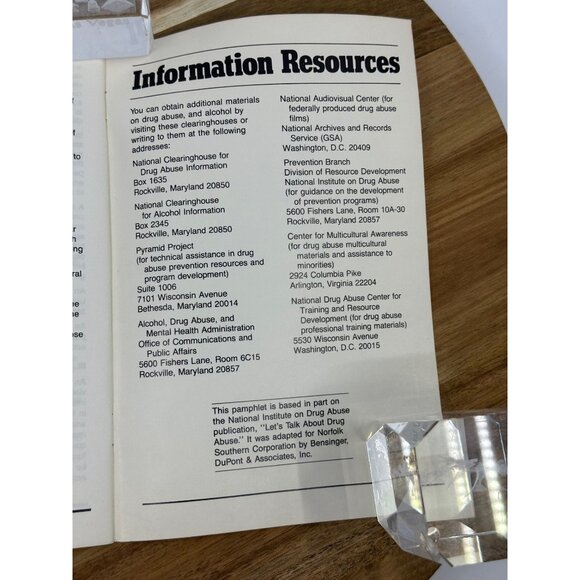 Information Resources
You can obtain additional materials
on drug abuse, and alcohol by
visiting these clearinghouses or
writing to them at the following
addresses:
National Clearinghouse for
Drug Abuse Information
Box 1635
Rockville, Maryland 20850
National Clearinghouse
for Alcohol Information
Box 2345
Rockville, Maryland 20850
Pyramid Project
(for technical assistance in drug
abuse prevention resources and
program development)
Suite 1006
7101 Wisconsin Avenue
Bethesda, Maryland 20014
Alcohol, Drug Abuse, and
Mental Health Administration
Office of Communications and
Public Affairs
5600 Fishers Lane, Room 6C15
Rockville, Maryland 20857
National Audiovisual Center (for
federally produced drug abuse
films)
National Archives and Records
Service (GSA)
Washington, D.C. 20409
Prevention Branch
Division of Resource Development
National Institute on Drug Abuse
(for guidance on the development
of prevention programs)
5600 Fishers Lane, Room 10A-30
Rockville, Maryland 20857
Center for Multicultural Awareness
(for drug abuse multicultural
materials and assistance to
minorities)
2924 Columbia Pike
Arlington, Virginia 22204
National Drug Abuse Center for
Training and Resource
Development (for drug abuse
professional training materials)
5530 Wisconsin Avenue
Washington, D.C. 20015
This pamphlet is based in part on
the National Institute on Drug Abuse
publication, "Let's Talk About Drug
Abuse." It was adapted for Norfolk
Southern Corporation by Bensinger,
DuPont & Associates, Inc.